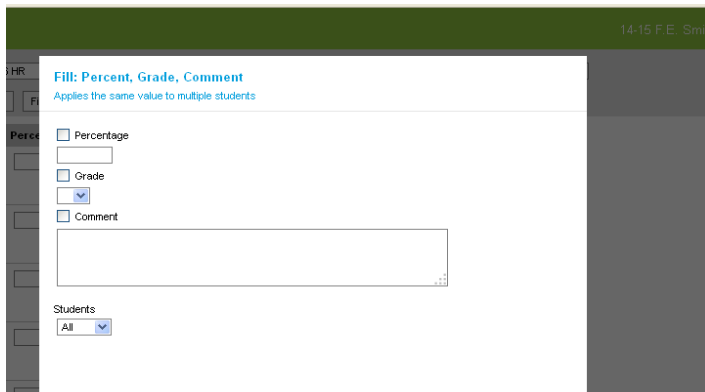 14-15 F.E. Smi
HR
Fill: Percent, Grade, Comment
Applies the same value to multiple students
Fi
Perce
Percentage
Grade
Comment
Students
All